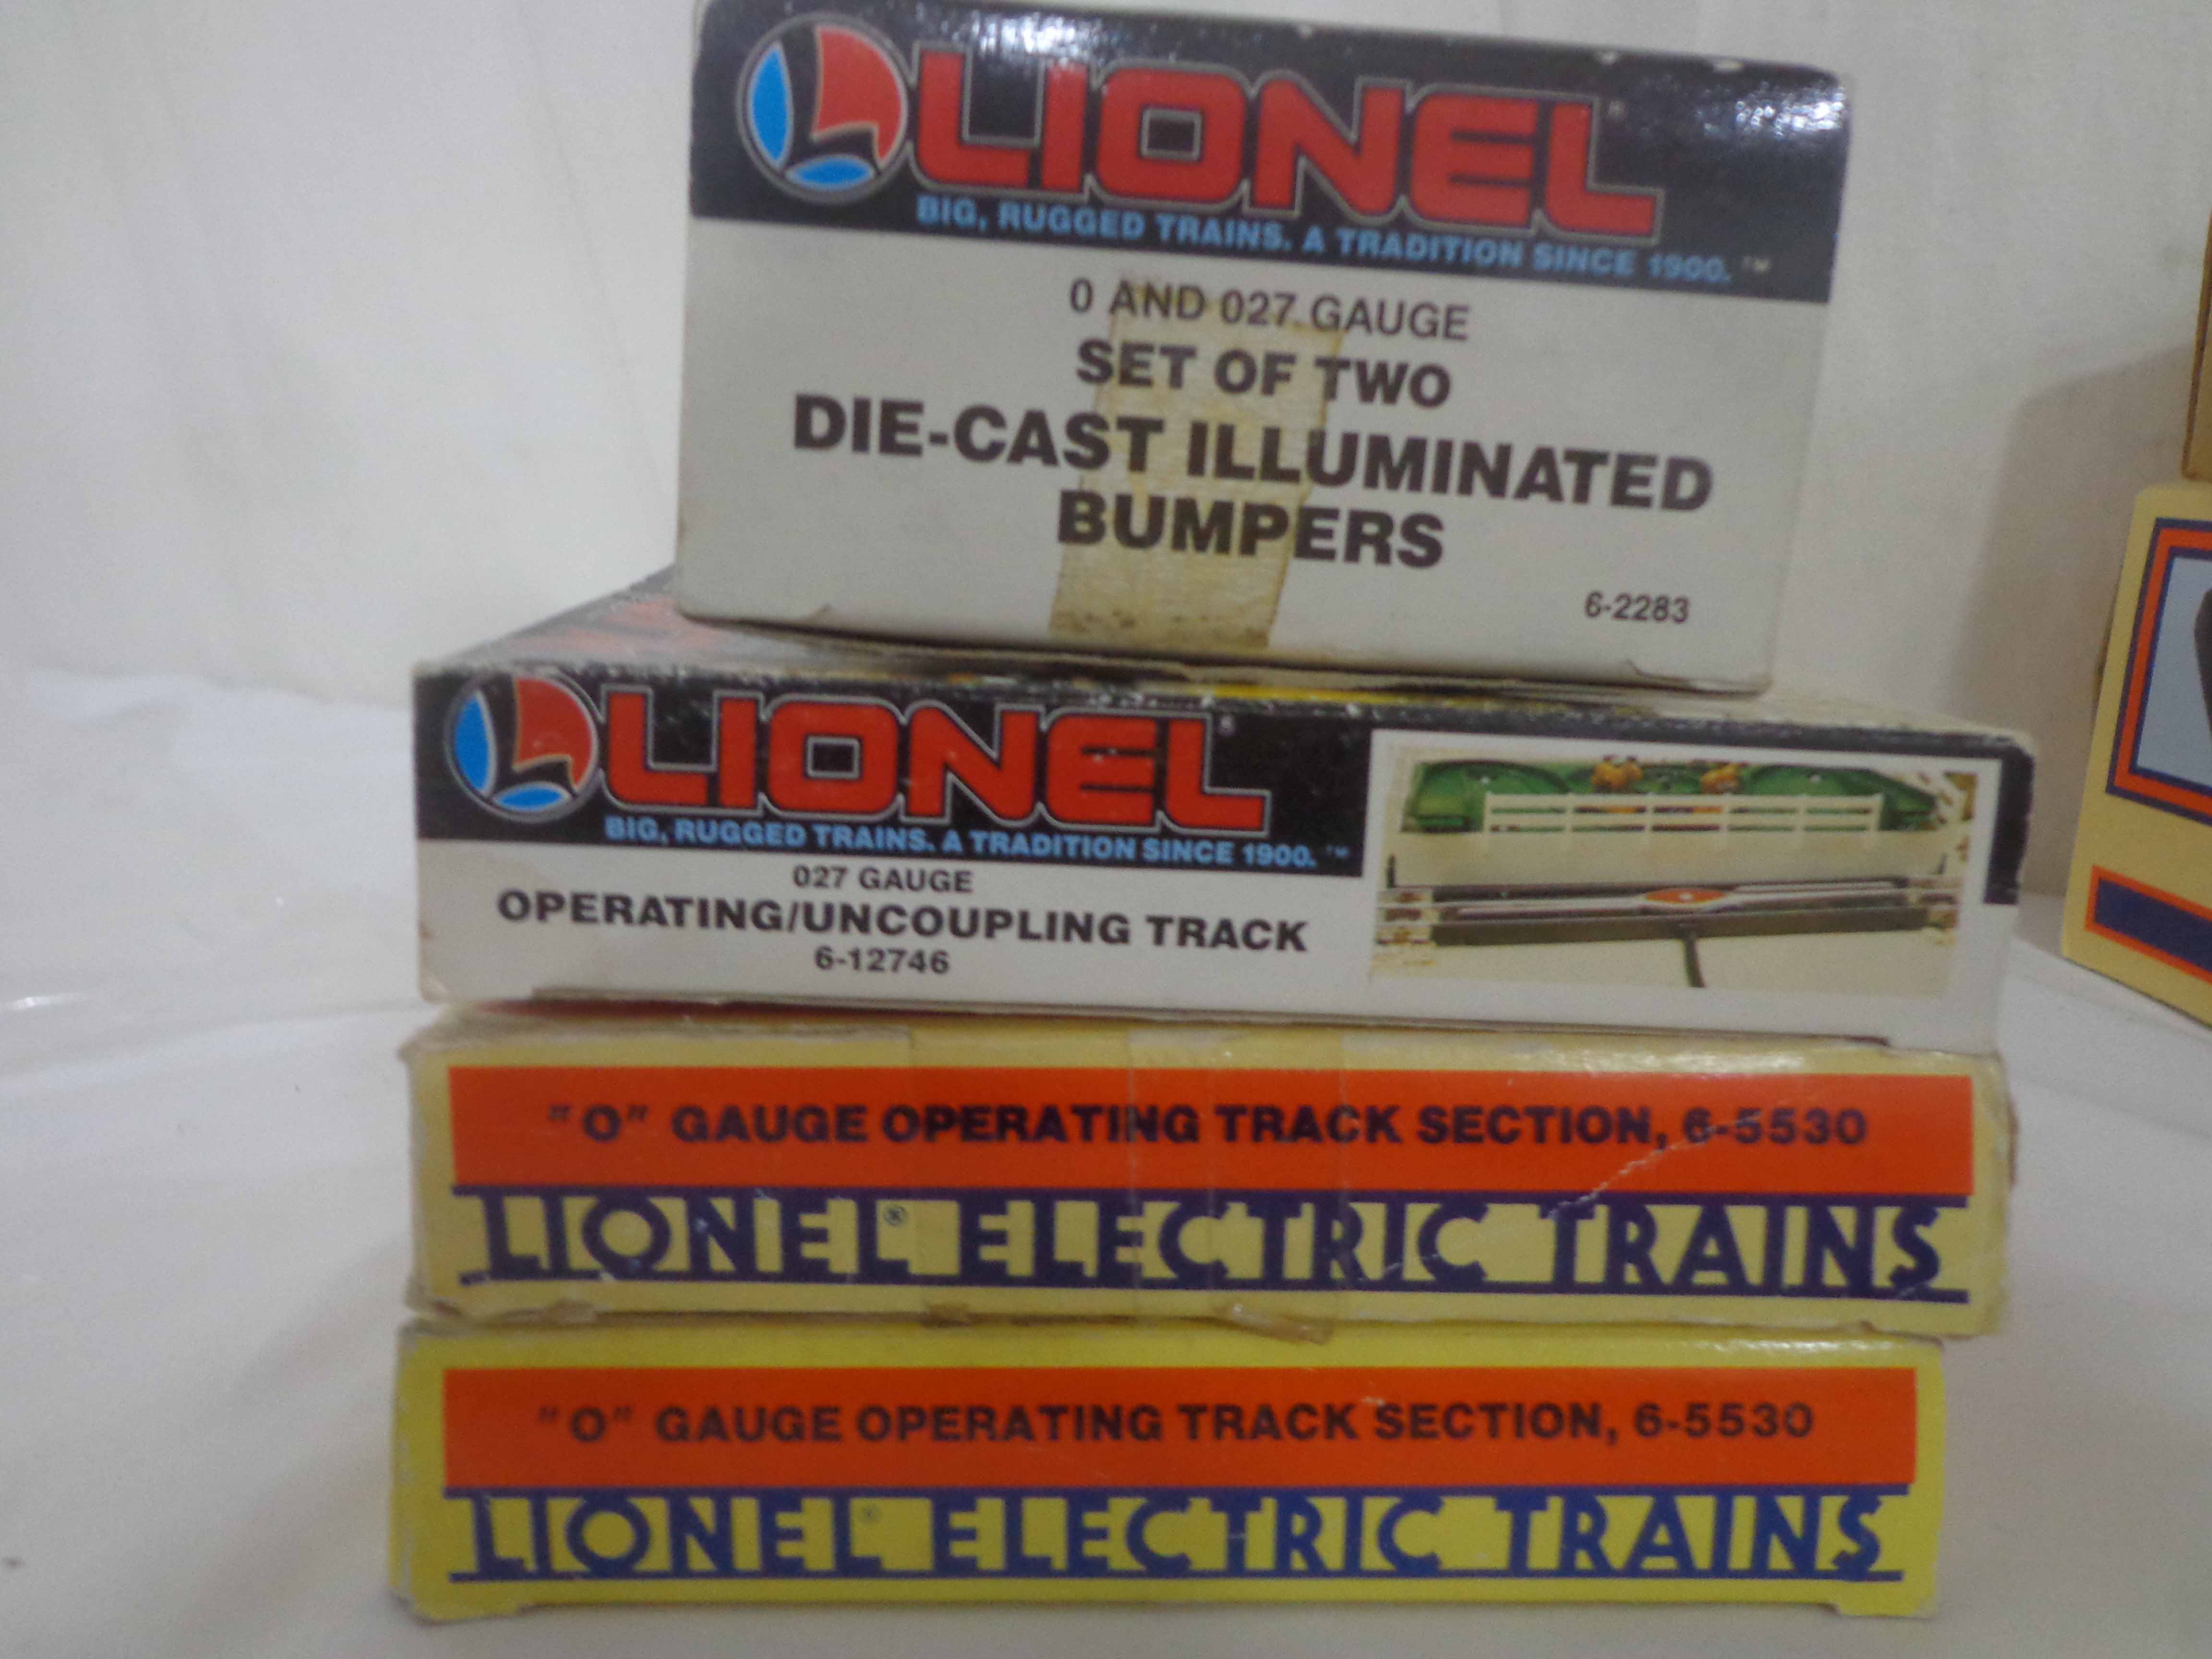 LIONEL®
BIG, RUGGED TRAINS. A TRADITION SINCE 1900.™
0 AND 027 GAUGE
SET OF TWO
DIE-CAST ILLUMINATED
BUMPERS
6-2283
LIONEL®
BIG, RUGGED TRAINS. A TRADITION SINCE 1900.™
027 GAUGE
OPERATING/UNCOUPLING TRACK
6-12746
"O" GAUGE OPERATING TRACK SECTION, 6-5530
LIONEL® ELECTRIC TRAINS
"O" GAUGE OPERATING TRACK SECTION, 6-5530
LIONEL® ELECTRIC TRAINS